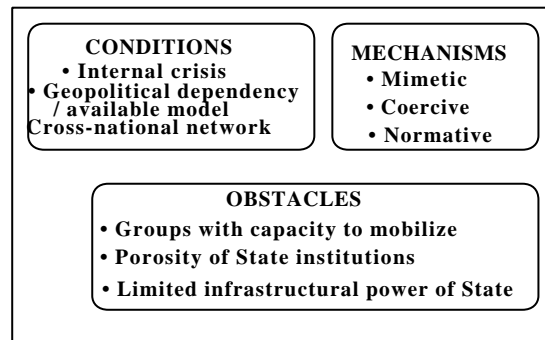 CONDITIONS
• Internal crisis
• Geopolitical dependency
/ available model
Cross-national network
MECHANISMS
• Mimetic
• Coercive
• Normative
OBSTACLES
• Groups with capacity to mobilize
• Porosity of State institutions
• Limited infrastructural power of State